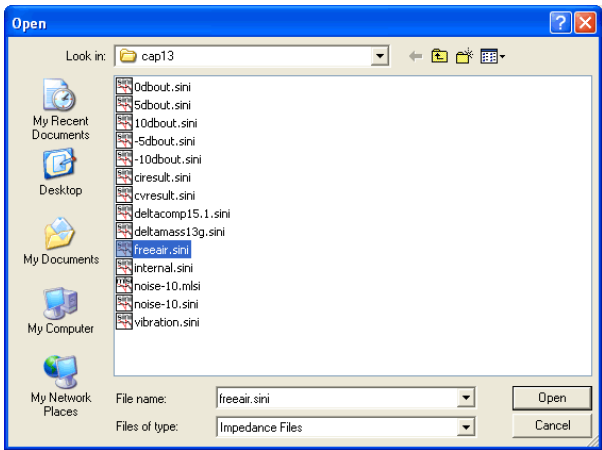 Open
Look in: cap13
My Recent
Documents
Desktop
My Documents
My Computer
My Network
Places
0dbout.sini
5dbout.sini
10dbout.sini
-5dbout.sini
-10dbout.sini
ciresult.sini
cvresult.sini
deltacomp15.1.sini
deltamass13g.sini
freeair.sini
internal.sini
noise-10.mlsi
noise-10.sini
vibration.sini
File name: freeair.sini Open
Files of type: Impedance Files Cancel